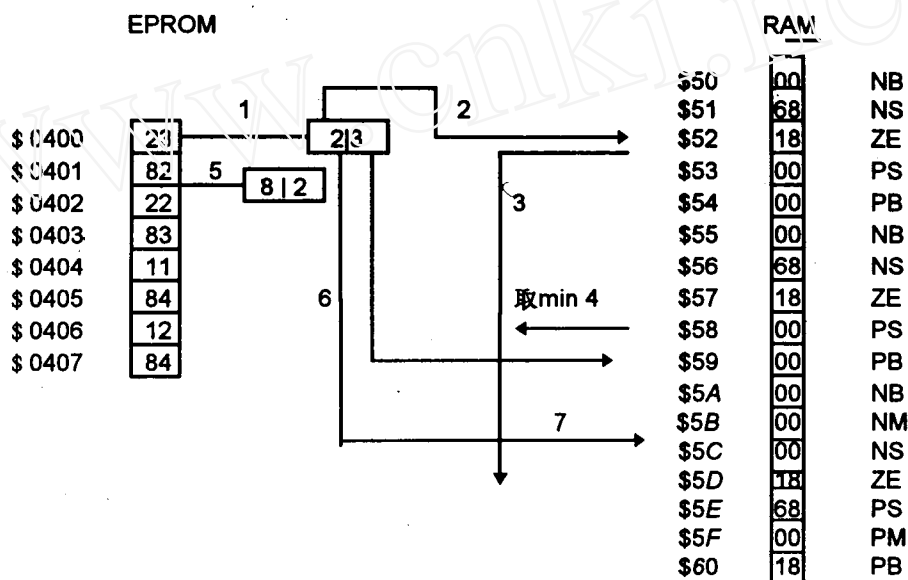 EPROM
RAM
$50 00 NB
$51 68 NS
$52 18 ZE
$53 00 PS
$54 00 PB
$55 00 NB
$56 68 NS
$57 18 ZE
$58 00 PS
$59 00 PB
$5A 00 NB
$5B 00 NM
$5C 00 NS
$5D 18 ZE
$5E 68 PS
$5F 00 PM
$60 18 PB
$0400 23
$0401 82
$0402 22
$0403 83
$0404 11
$0405 84
$0406 12
$0407 84
1
2|3
2
5
8|2
3
6
取min 4
7